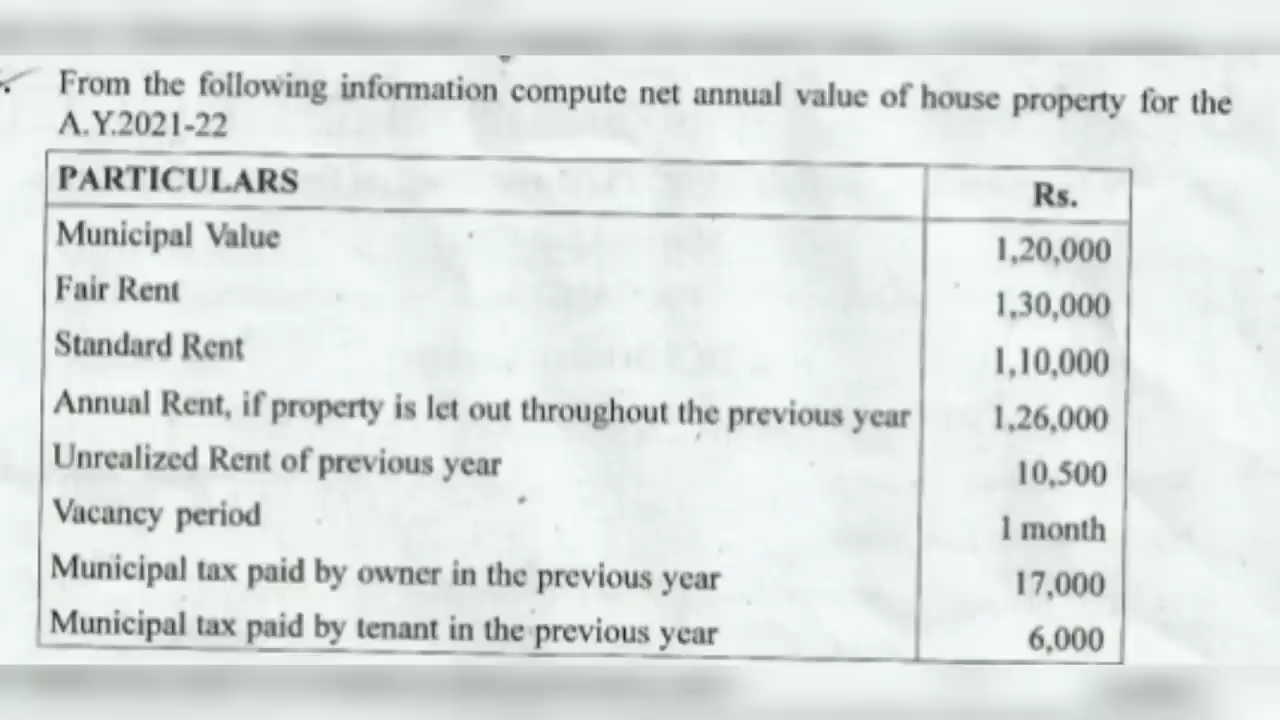 From the following information compute net annual value of house property for the
A.Y.2021-22
PARTICULARS Rs.
Municipal Value 1,20,000
Fair Rent 1,30,000
Standard Rent 1,10,000
Annual Rent, if property is let out throughout the previous year 1,26,000
Unrealized Rent of previous year 10,500
Vacancy period 1 month
Municipal tax paid by owner in the previous year 17,000
Municipal tax paid by tenant in the previous year 6,000